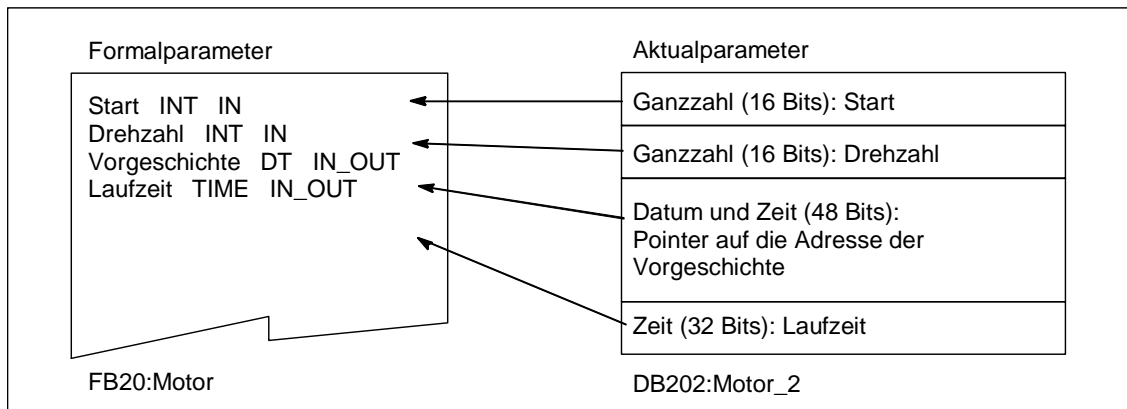 Formalparameter
Start INT IN
Drehzahl INT IN
Vorgeschichte DT IN_OUT
Laufzeit TIME IN_OUT
FB20:Motor
Aktualparameter
Ganzzahl (16 Bits): Start
Ganzzahl (16 Bits): Drehzahl
Datum und Zeit (48 Bits):
Pointer auf die Adresse der
Vorgeschichte
Zeit (32 Bits): Laufzeit
DB202:Motor_2